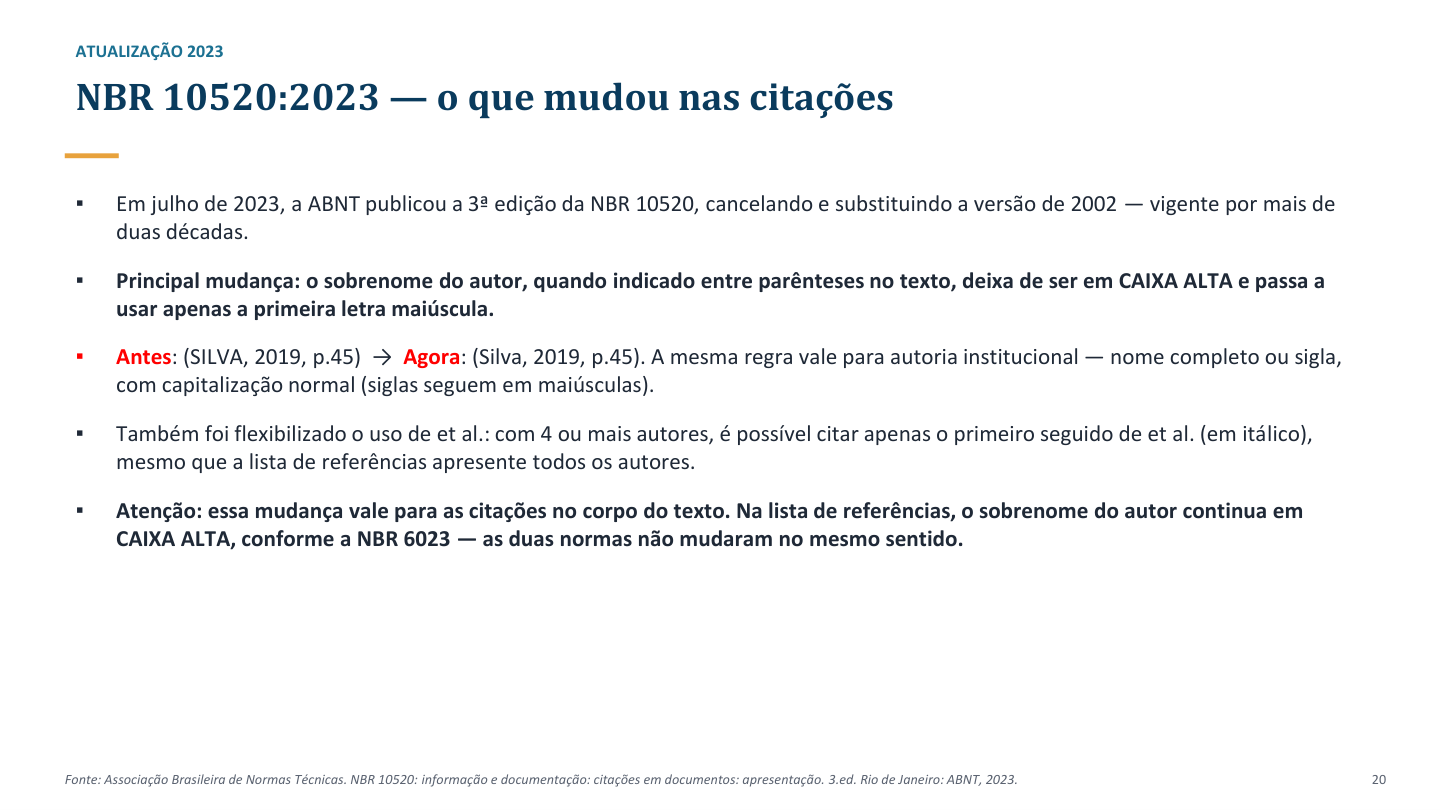 ATUALIZAÇÃO 2023
NBR 10520:2023 — o que mudou nas citações
▪ Em julho de 2023, a ABNT publicou a 3ª edição da NBR 10520, cancelando e substituindo a versão de 2002 — vigente por mais de
duas décadas.
▪ Principal mudança: o sobrenome do autor, quando indicado entre parênteses no texto, deixa de ser em CAIXA ALTA e passa a
usar apenas a primeira letra maiúscula.
▪ Antes: (SILVA, 2019, p.45) → Agora: (Silva, 2019, p.45). A mesma regra vale para autoria institucional — nome completo ou sigla,
com capitalização normal (siglas seguem em maiúsculas).
▪ Também foi flexibilizado o uso de et al.: com 4 ou mais autores, é possível citar apenas o primeiro seguido de et al. (em itálico),
mesmo que a lista de referências apresente todos os autores.
▪ Atenção: essa mudança vale para as citações no corpo do texto. Na lista de referências, o sobrenome do autor continua em
CAIXA ALTA, conforme a NBR 6023 — as duas normas não mudaram no mesmo sentido.
Fonte: Associação Brasileira de Normas Técnicas. NBR 10520: informação e documentação: citações em documentos: apresentação. 3.ed. Rio de Janeiro: ABNT, 2023.
20